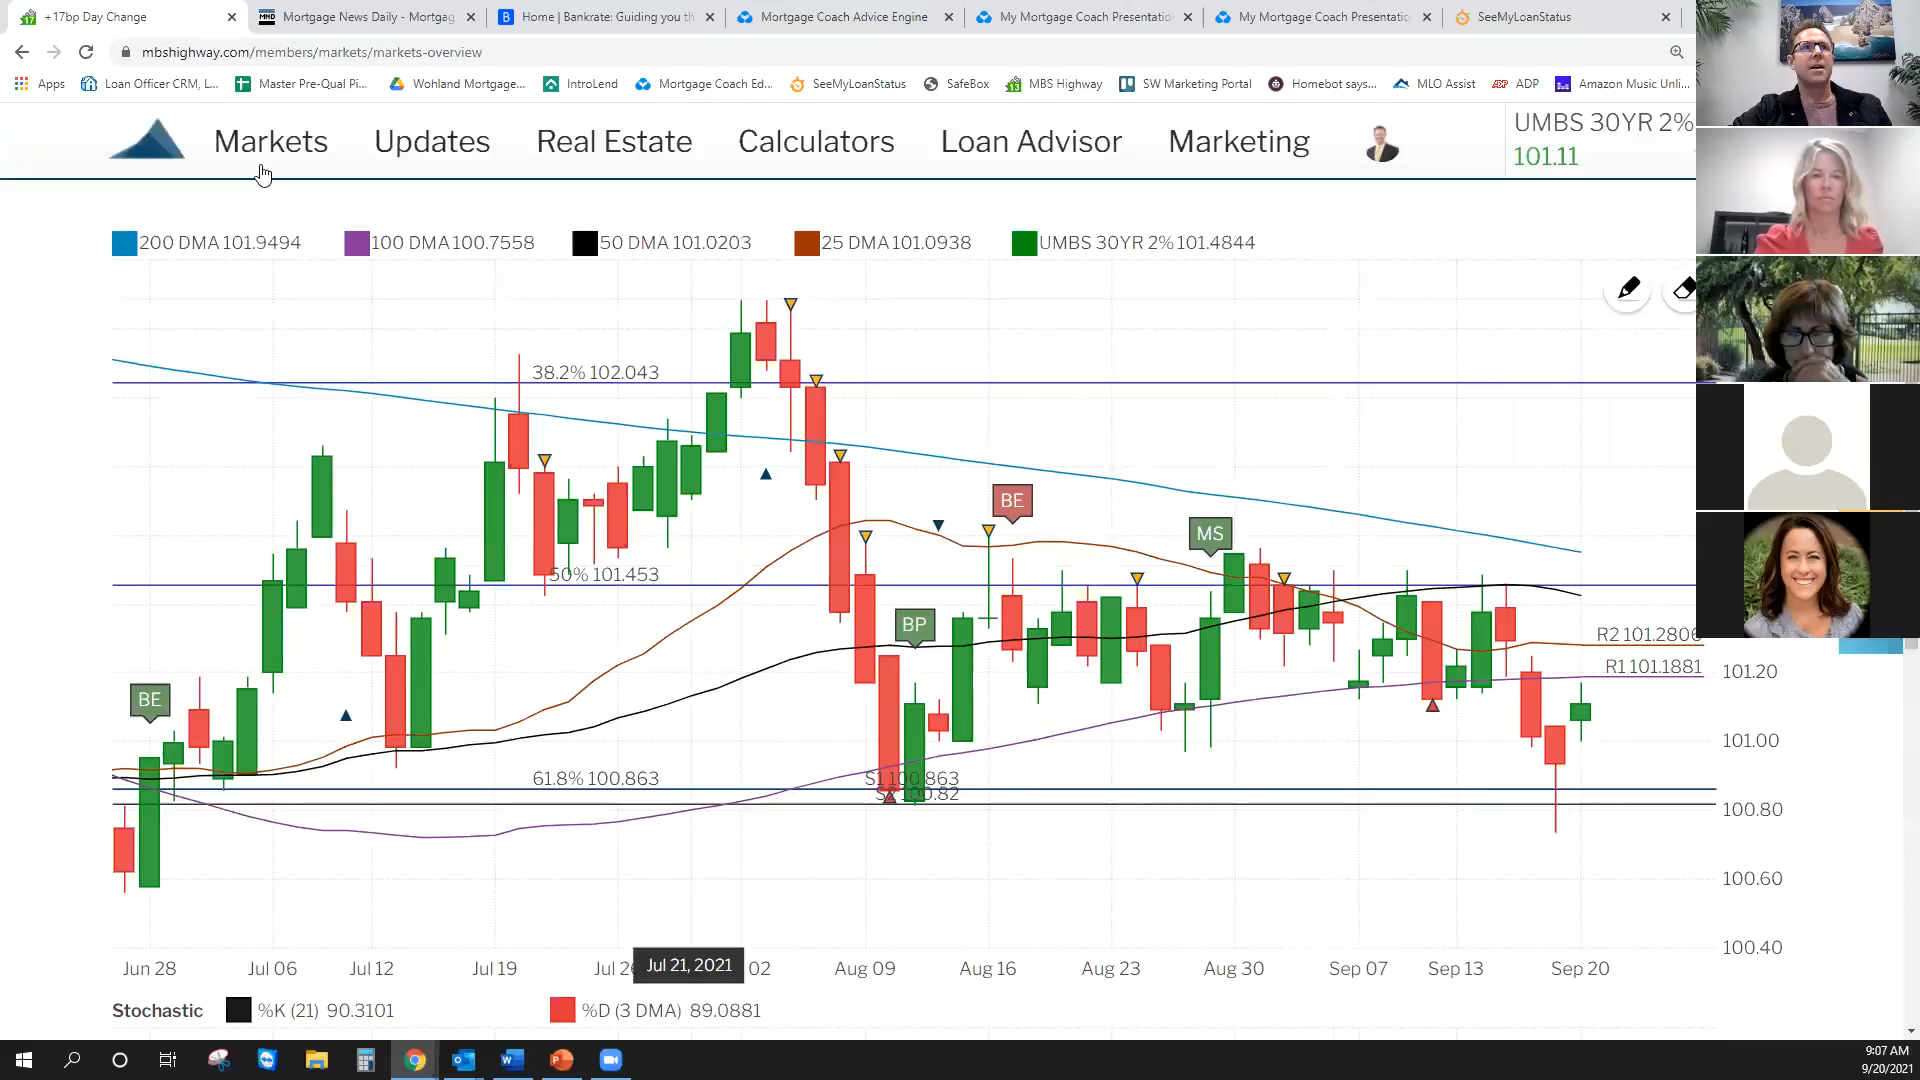 +17bp Day Change
Mortgage News Daily - Mortgag
Home | Bankrate: Guiding you th
Mortgage Coach Advice Engine
My Mortgage Coach Presentatio
My Mortgage Coach Presentatio
SeeMyLoanStatus
mbshighway.com/members/markets/markets-overview
Apps
Loan Officer CRM, L...
Master Pre-Qual Pi...
Wohland Mortgage...
IntroLend
Mortgage Coach Ed...
SeeMyLoanStatus
SafeBox
MBS Highway
SW Marketing Portal
Homebot says...
MLO Assist
ADP
Amazon Music Unli...
Markets
Updates
Real Estate
Calculators
Loan Advisor
Marketing
UMBS 30YR 2%
101.11
200 DMA 101.9494
100 DMA 100.7558
50 DMA 101.0203
25 DMA 101.0938
UMBS 30YR 2% 101.4844
38.2% 102.043
BE
MS
50% 101.453
BP
R2 101.2806
R1 101.1881
101.20
BE
101.00
61.8% 100.863
S1 100.863
100.80
100.60
100.40
Jun 28
Jul 06
Jul 12
Jul 19
Jul 2
Jul 21, 2021
02
Aug 09
Aug 16
Aug 23
Aug 30
Sep 07
Sep 13
Sep 20
Stochastic
%K (21) 90.3101
%D (3 DMA) 89.0881
9:07 AM
9/20/2021